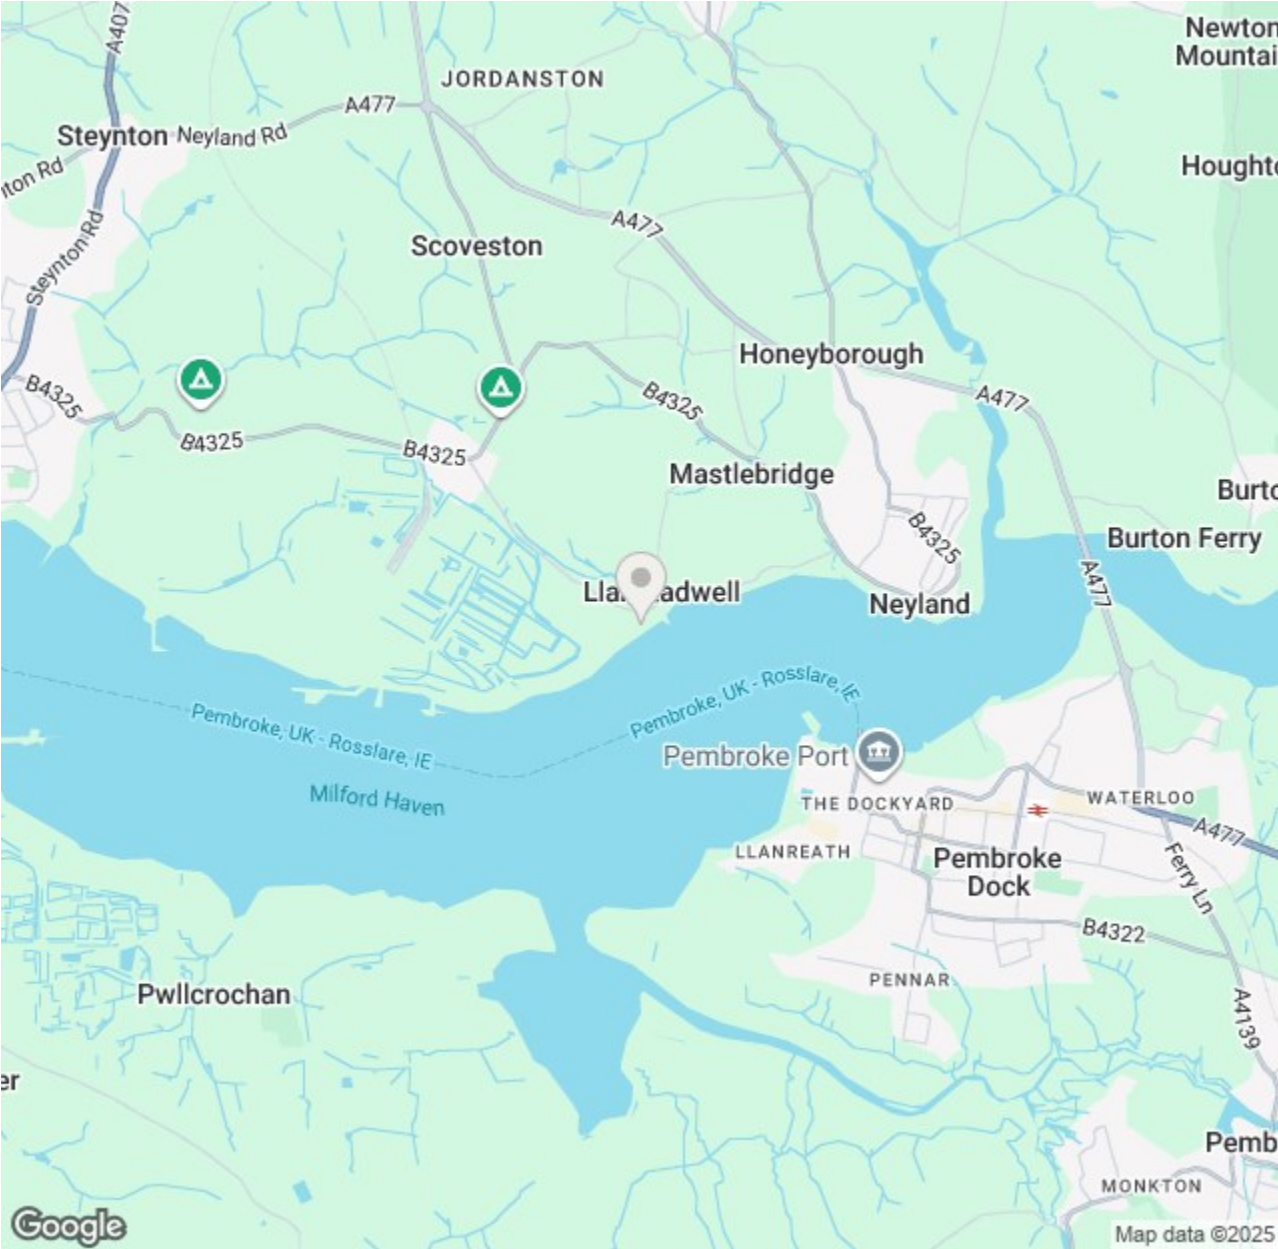 A407
Newton
Mountai
JORDANSTON
A477
Steynton
Neyland Rd
Houghto
Steynton Rd
A477
Scoveston
Honeyborough
B4325
B4325
A477
B4325
B4325
Mastlebridge
Burto
B4325
Burton Ferry
A477
Neyland
Pembroke, UK - Rosslare, IE
Pembroke, UK - Rosslare, IE
Pembroke Port
Milford Haven
THE DOCKYARD
WATERLOO
A477
LLANREATH
Pembroke
Dock
Ferry Ln
B4322
PENNAR
Pwllcrochan
A4139
er
Pemb
MONKTON
Google
Map data ©2025